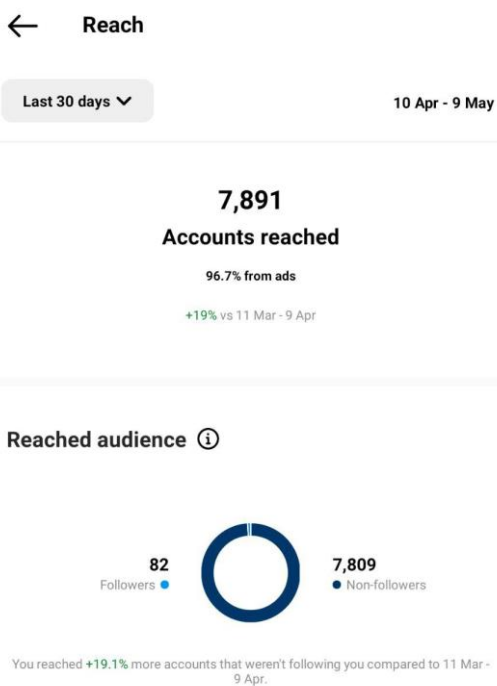 Reach
Last 30 days
10 Apr - 9 May
7,891
Accounts reached
96.7% from ads
+19% vs 11 Mar - 9 Apr
Reached audience
82
Followers
7,809
Non-followers
You reached +19.1% more accounts that weren't following you compared to 11 Mar -
9 Apr.